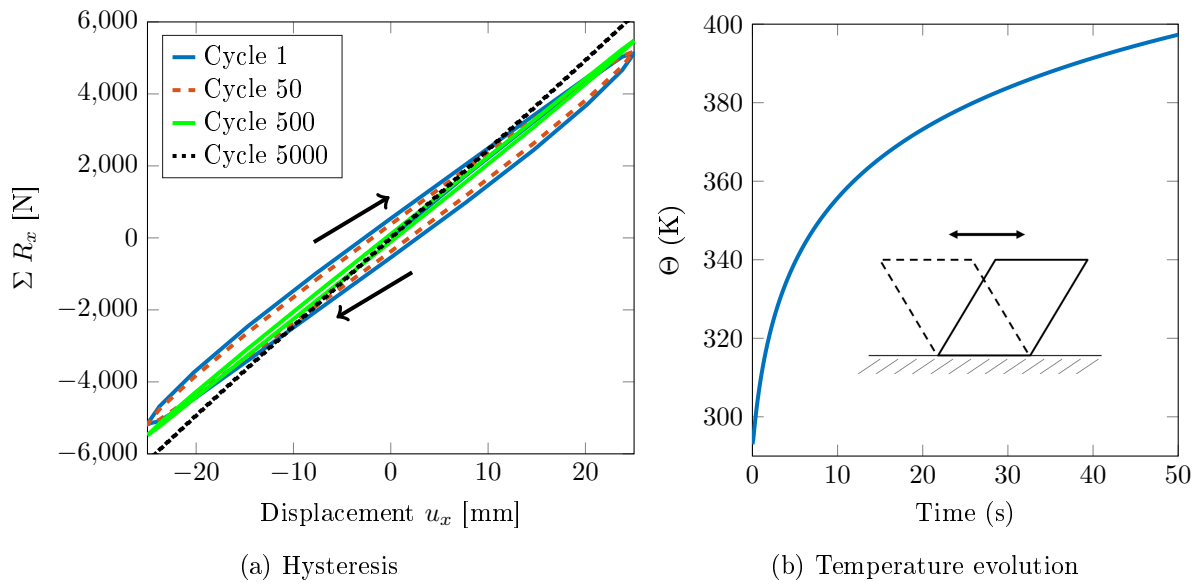 6,000
4,000
2,000
0
−2,000
−4,000
−6,000
Σ R_x [N]
Cycle 1
Cycle 50
Cycle 500
Cycle 5000
−20
−10
0
10
20
Displacement u_x [mm]
(a) Hysteresis
400
380
360
340
320
300
Θ (K)
0
10
20
30
40
50
Time (s)
(b) Temperature evolution